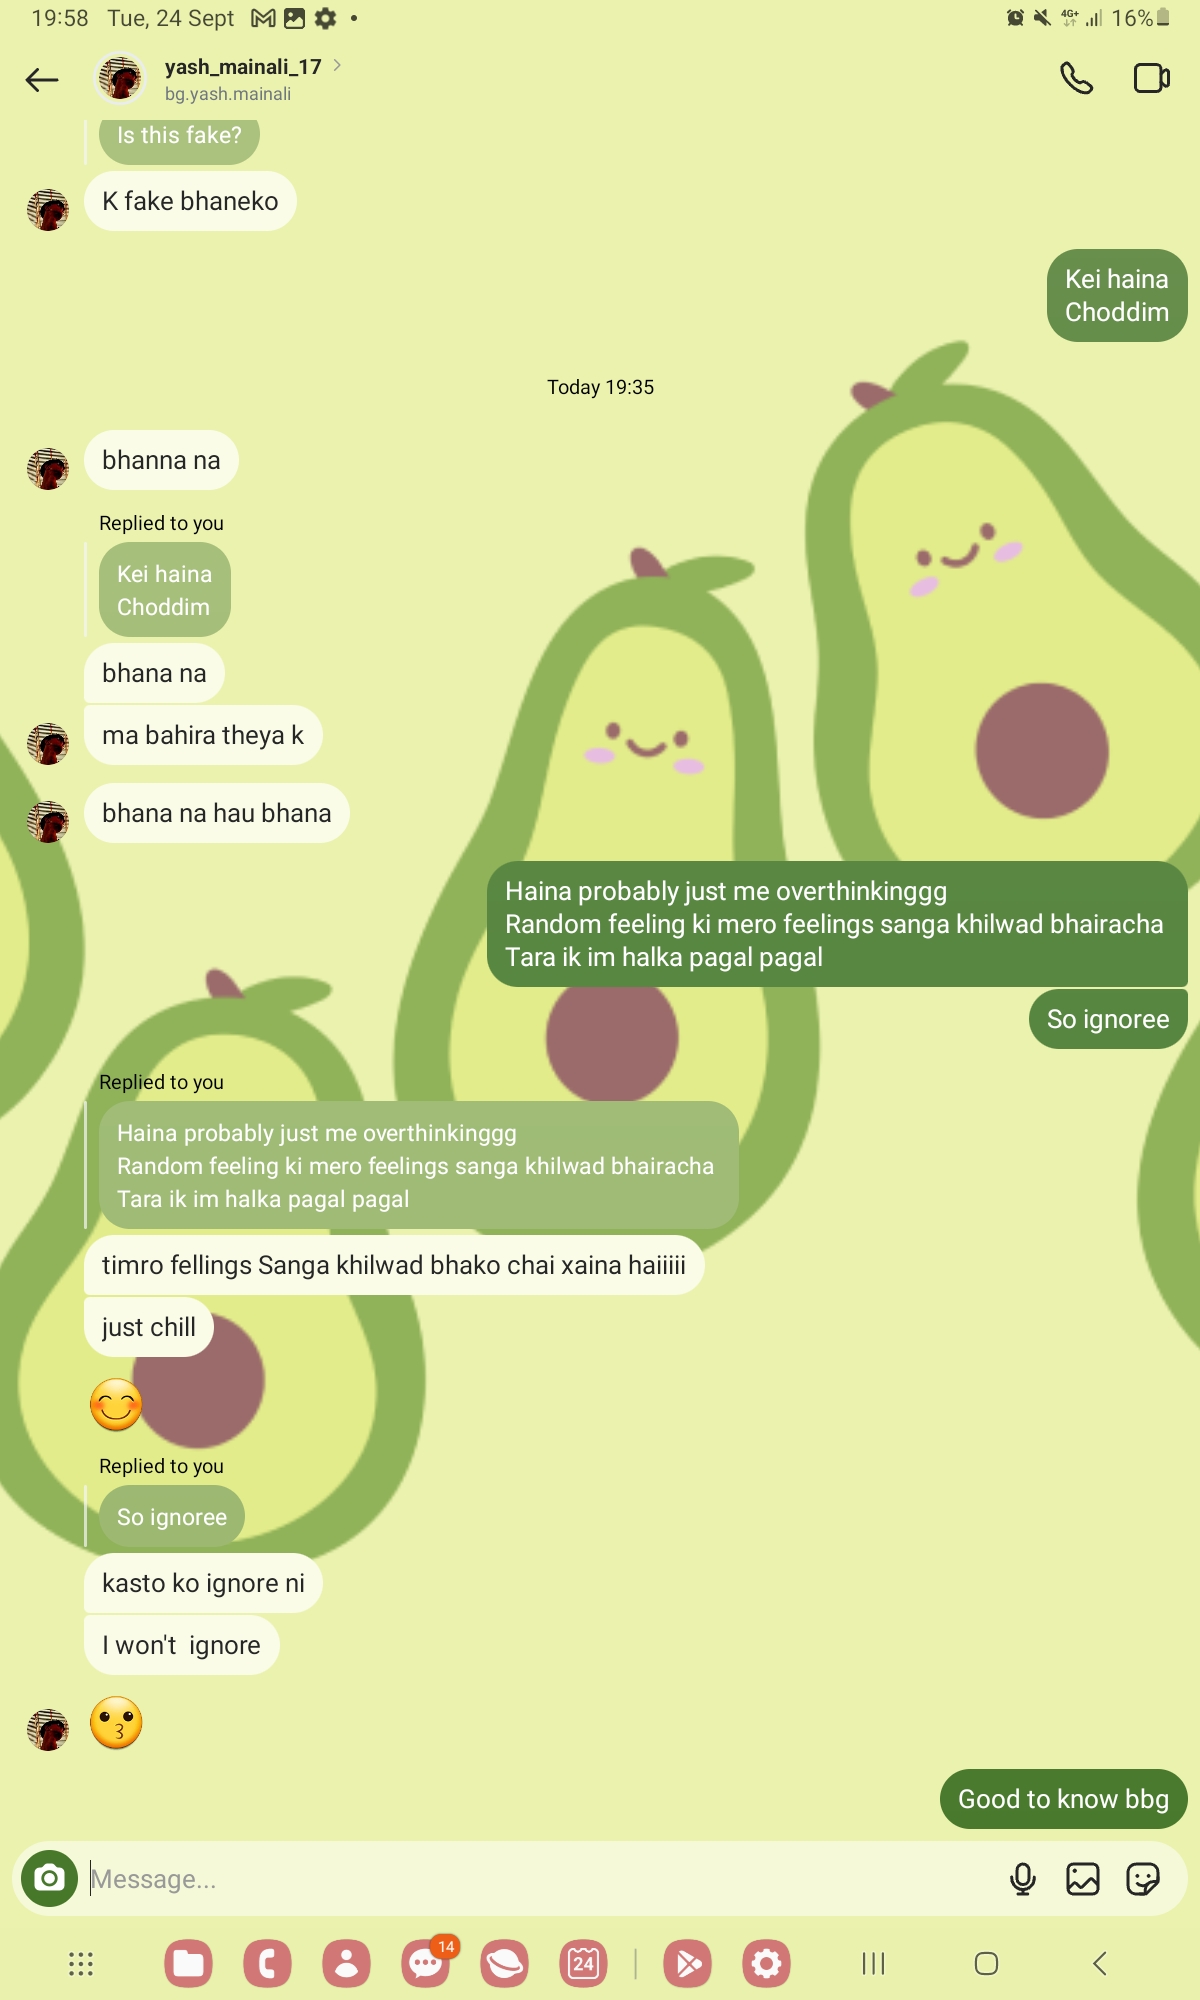 19:58 Tue, 24 Sept
4G+ 16%
yash_mainali_17
bg.yash.mainali
Is this fake?
K fake bhaneko
Kei haina
Choddim
Today 19:35
bhanna na
Replied to you
Kei haina
Choddim
bhana na
ma bahira theya k
bhana na hau bhana
Haina probably just me overthinkinggg
Random feeling ki mero feelings sanga khilwad bhairacha
Tara ik im halka pagal pagal
So ignoree
Replied to you
Haina probably just me overthinkinggg
Random feeling ki mero feelings sanga khilwad bhairacha
Tara ik im halka pagal pagal
timro fellings Sanga khilwad bhako chai xaina haiiiii
just chill
Replied to you
So ignoree
kasto ko ignore ni
I won't  ignore
Good to know bbg
Message...
14
24